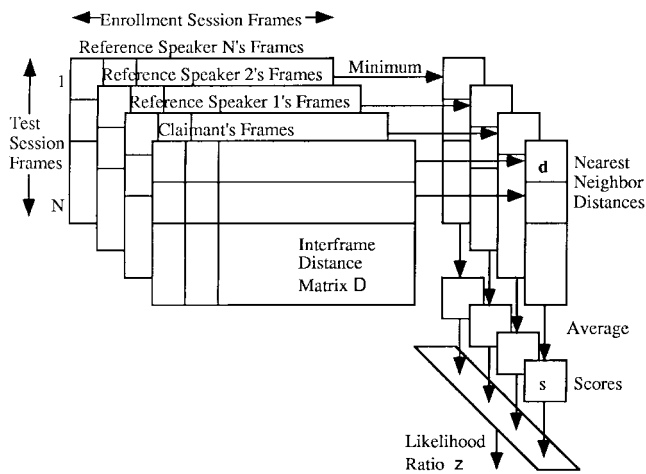 Enrollment Session Frames
Reference Speaker N's Frames
Minimum
1
Reference Speaker 2's Frames
Reference Speaker 1's Frames
Test
Session
Frames
Claimant's Frames
d
Nearest
Neighbor
Distances
N
Interframe
Distance
Matrix D
Average
s
Scores
Likelihood
Ratio z